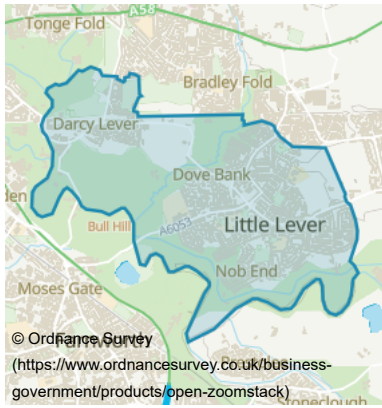 A58
Tonge Fold
Bradley Fold
Darcy Lever
Dove Bank
Bull Hill
A6053
Little Lever
Nob End
Moses Gate
© Ordnance Survey
Farnworth
(https://www.ordnancesurvey.co.uk/business-
government/products/open-zoomstack)
Stoneclough